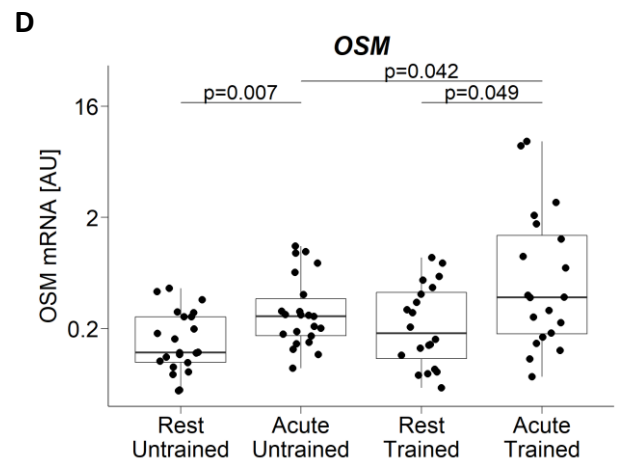 D
OSM
p=0.042
p=0.007
p=0.049
OSM mRNA [AU]
16
2
0.2
Rest
Untrained
Acute
Untrained
Rest
Trained
Acute
Trained